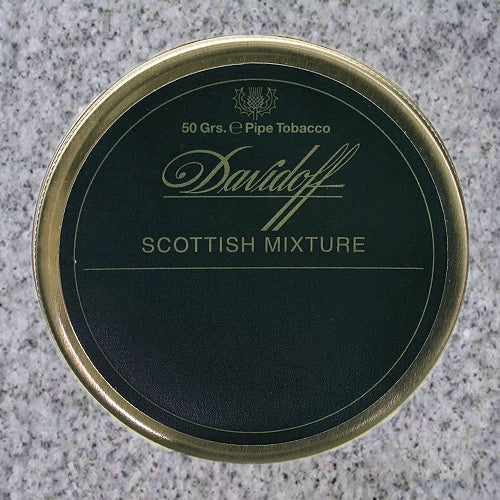 50 Grs. ℮ Pipe Tobacco
Davidoff
SCOTTISH MIXTURE